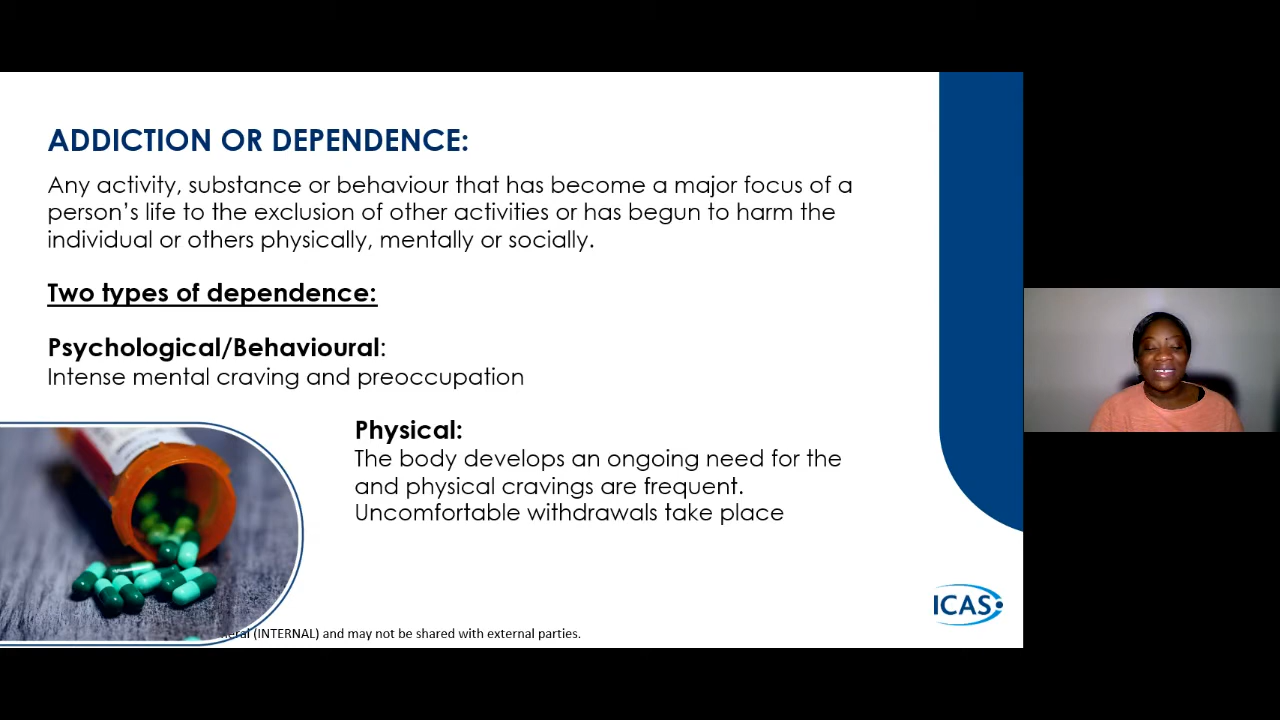 ADDICTION OR DEPENDENCE:
Any activity, substance or behaviour that has become a major focus of a
person's life to the exclusion of other activities or has begun to harm the
individual or others physically, mentally or socially.
Two types of dependence:
Psychological/Behavioural:
Intense mental craving and preoccupation
Physical:
The body develops an ongoing need for the
and physical cravings are frequent.
Uncomfortable withdrawals take place
ICAS
(INTERNAL) and may not be shared with external parties.